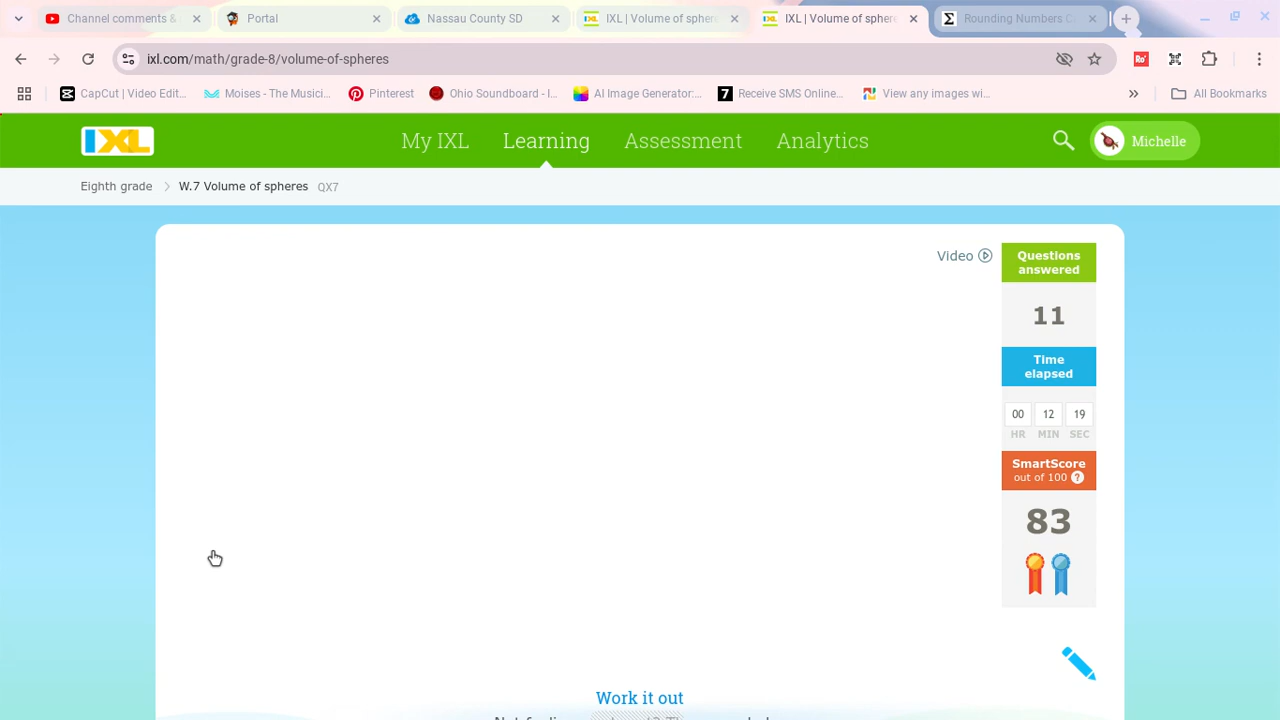 Channel comments &
Portal
Nassau County SD
IXL | Volume of sphere
IXL | Volume of sphere
Rounding Numbers C
ixl.com/math/grade-8/volume-of-spheres
CapCut | Video Edit...
Moises - The Musici...
Pinterest
Ohio Soundboard - I...
AI Image Generator:...
Receive SMS Online...
View any images wi...
All Bookmarks
IXL
My IXL
Learning
Assessment
Analytics
Michelle
Eighth grade
W.7 Volume of spheres
QX7
Video
Questions
answered
11
Time
elapsed
00 12 19
HR MIN SEC
SmartScore
out of 100 ?
83
Work it out